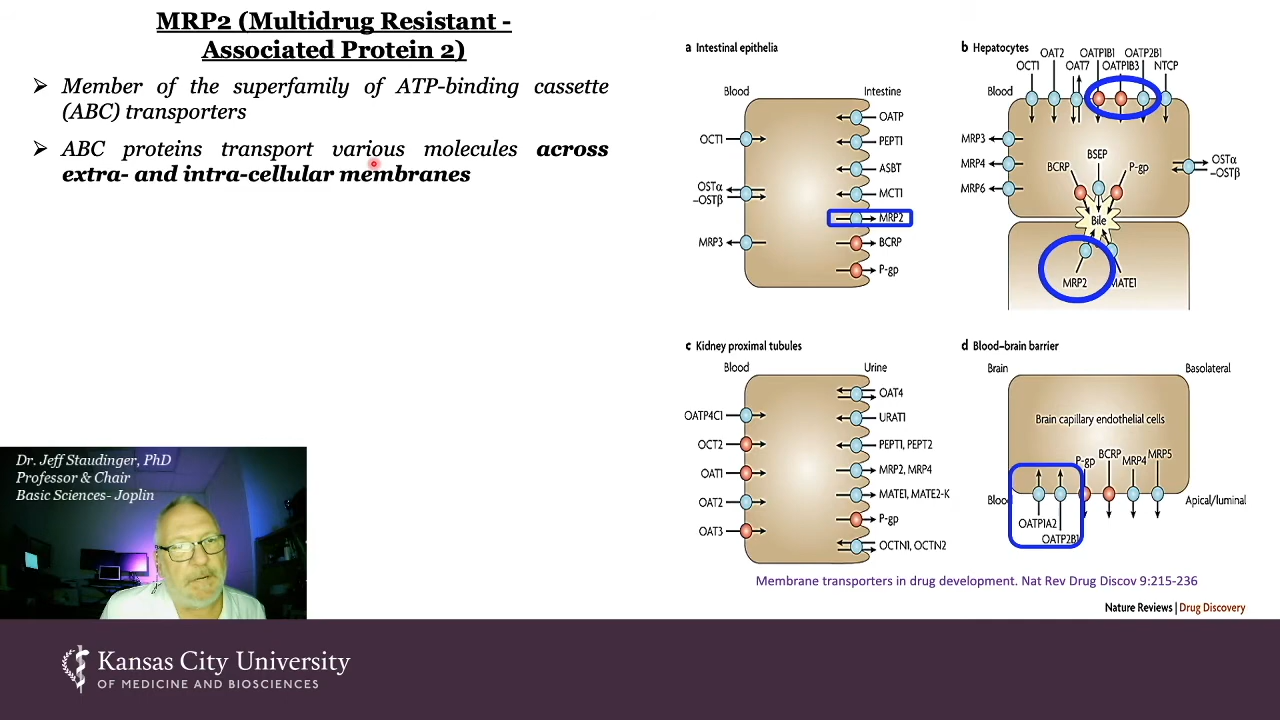 MRP2 (Multidrug Resistant -
Associated Protein 2)
Member of the superfamily of ATP-binding cassette
(ABC) transporters
ABC proteins transport various molecules across
extra- and intra-cellular membranes
a Intestinal epithelia
Blood
Intestine
OCT1
OSTα
–OSTβ
MRP3
OATP
PEPT1
ASBT
MCT1
MRP2
BCRP
P-gp
b Hepatocytes
OAT2
OATP1B1
OATP2B1
OCT1
OAT7
OATP1B3
NTCP
Blood
MRP3
MRP4
MRP6
BSEP
BCRP
P-gp
OSTα
–OSTβ
Bile
MRP2
MATE1
c Kidney proximal tubules
Blood
Urine
OATP4C1
OCT2
OAT1
OAT2
OAT3
OAT4
URAT1
PEPT1, PEPT2
MRP2, MRP4
MATE1, MATE2-K
P-gp
OCTN1, OCTN2
d Blood–brain barrier
Brain
Basolateral
Brain capillary endothelial cells
P-gp
BCRP
MRP4
MRP5
Blood
Apical/luminal
OATP1A2
OATP2B1
Membrane transporters in drug development. Nat Rev Drug Discov 9:215-236
Nature Reviews | Drug Discovery
Dr. Jeff Staudinger, PhD
Professor & Chair
Basic Sciences- Joplin
Kansas City University
OF MEDICINE AND BIOSCIENCES